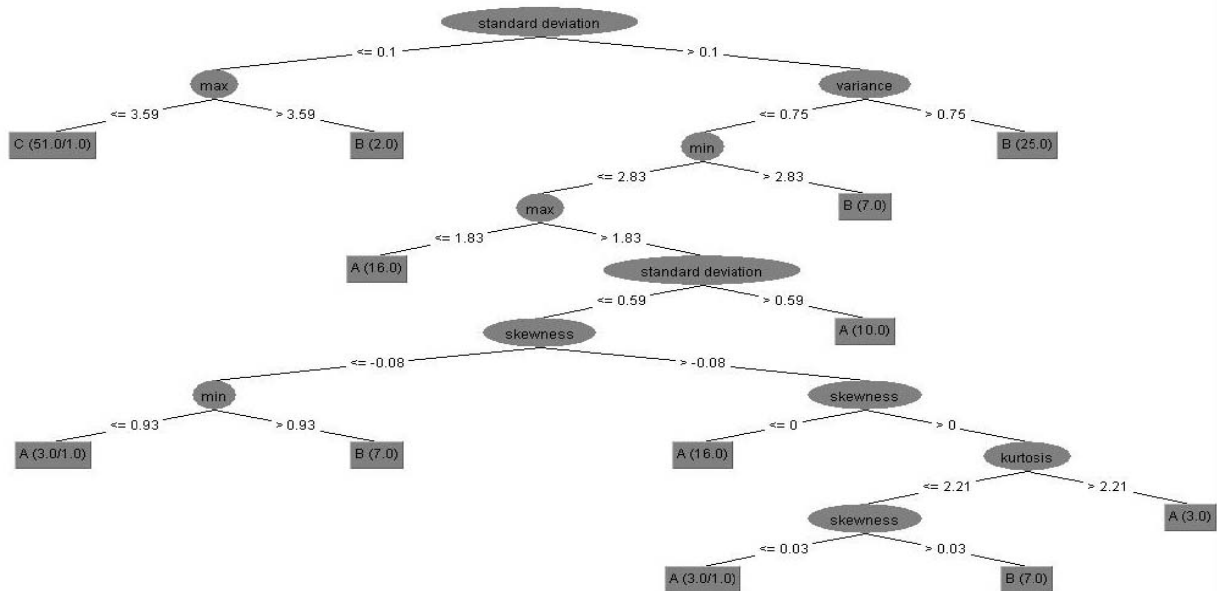 standard deviation
<= 0.1
> 0.1
max
variance
<= 3.59
> 3.59
<= 0.75
> 0.75
C (51.0/1.0)
B (2.0)
min
B (25.0)
<= 2.83
> 2.83
max
B (7.0)
<= 1.83
> 1.83
A (16.0)
standard deviation
<= 0.59
> 0.59
skewness
A (10.0)
<= -0.08
> -0.08
min
skewness
<= 0.93
> 0.93
<= 0
> 0
A (3.0/1.0)
B (7.0)
A (16.0)
kurtosis
<= 2.21
> 2.21
skewness
A (3.0)
<= 0.03
> 0.03
A (3.0/1.0)
B (7.0)